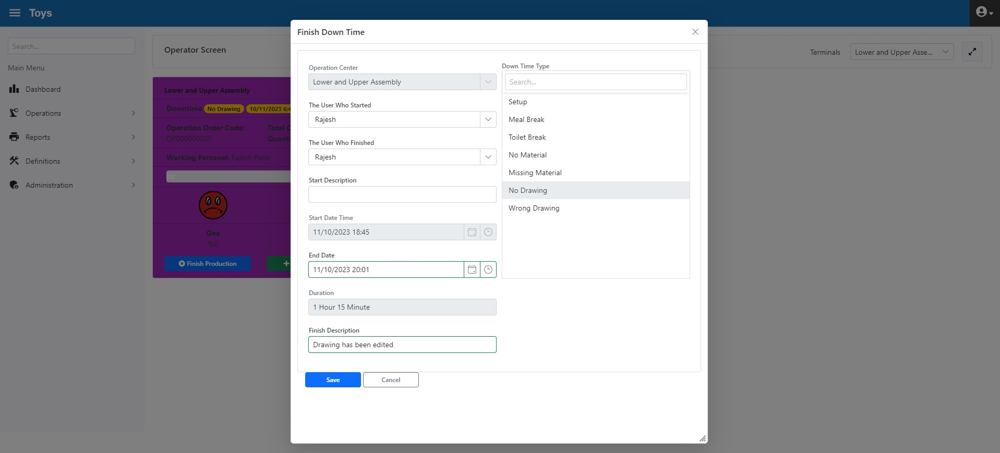 Toys
Search...
Main Menu
Dashboard
Operations
Reports
Definitions
Administration
Operator Screen
Terminals
Lower and Upper Asse...
Lower and Upper Assembly
Downtime No Drawing 10/11/2023 6:4
Operation Order Code:
OP000000007
Total
Quanti
Working Personel: Rajesh Patel
0%
Oee
%0
Finish Production
Finish Down Time
Operation Center
Lower and Upper Assembly
The User Who Started
Rajesh
The User Who Finished
Rajesh
Start Description
Start Date Time
11/10/2023 18:45
End Date
11/10/2023 20:01
Duration
1 Hour 15 Minute
Finish Description
Drawing has been edited
Down Time Type
Search...
Setup
Meal Break
Toilet Break
No Material
Missing Material
No Drawing
Wrong Drawing
Save
Cancel